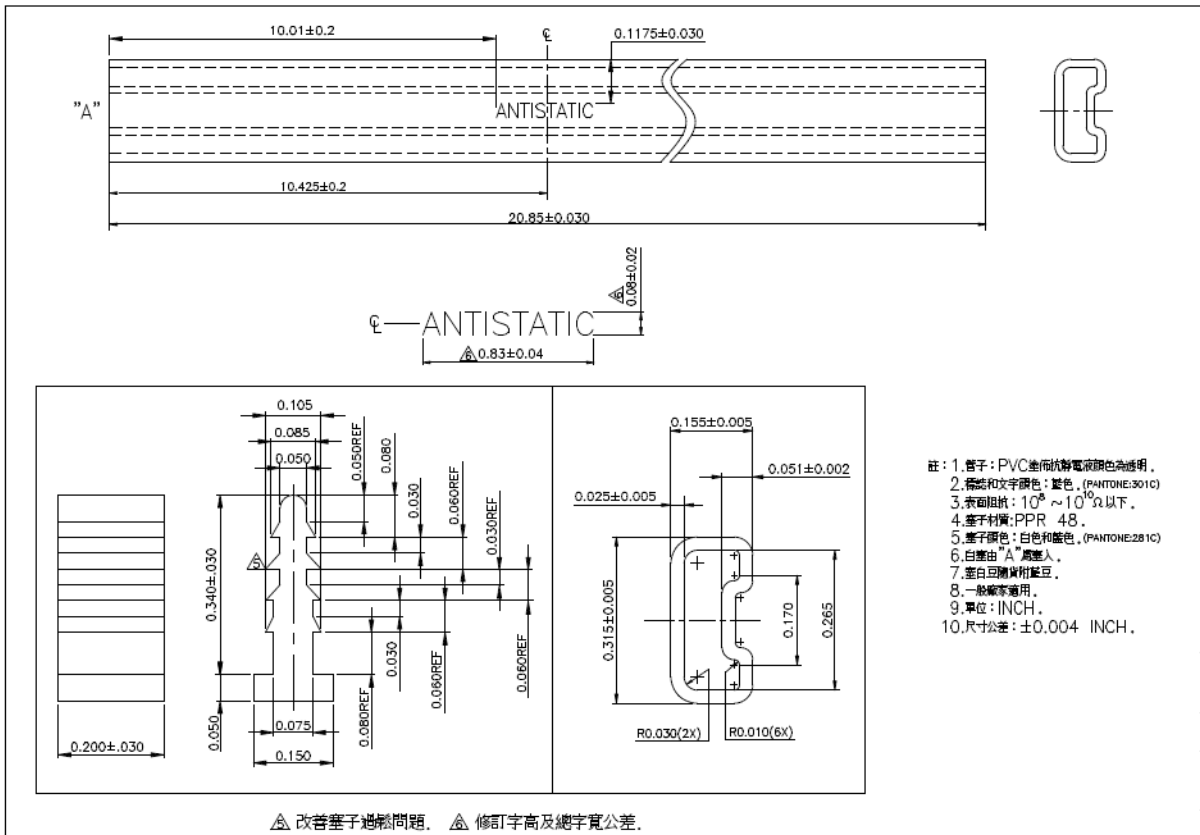 10.01±0.2
℄
0.1175±0.030
"A"
ANTISTATIC
10.425±0.2
20.85±0.030
℄
ANTISTATIC
6 0.08±0.02
6 0.83±0.04
0.105
0.085
0.050
0.050REF
0.080
0.030
0.060REF
0.030REF
5
0.340±.030
0.050
0.200±.030
0.075
0.150
0.080REF
0.030
0.060REF
0.060REF
0.155±0.005
0.051±0.002
0.025±0.005
0.315±0.005
0.170
0.265
R0.030(2X)
R0.010(6X)
註：1.管子：PVC塗佈抗靜電液顏色為透明.
2.標誌和文字顏色：藍色.(PANTONE:301C)
3.表面阻抗：10⁸ ~10¹⁰Ω以下.
4.塞子材質:PPR 48.
5.塞子顏色：白色和藍色.(PANTONE:281C)
6.白塞由"A"處塞入.
7.塞白豆隨貨附藍豆.
8.一般廠家適用.
9.單位：INCH.
10.尺寸公差：±0.004 INCH.
5 改善塞子過鬆問題. 6 修訂字高及總字寬公差.